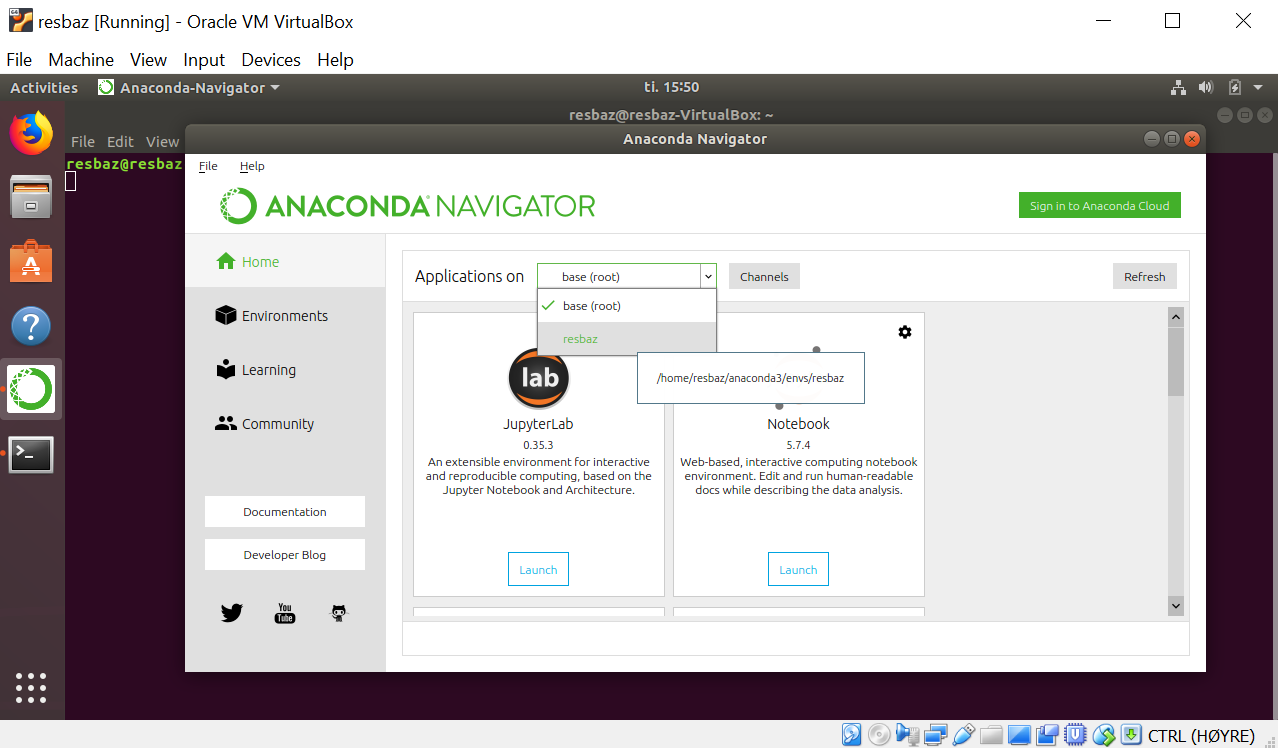 resbaz [Running] - Oracle VM VirtualBox
File Machine View Input Devices Help
Activities Anaconda-Navigator ti. 15:50
resbaz@resbaz-VirtualBox: ~
File Edit View
resbaz@resbaz
Anaconda Navigator
File Help
ANACONDA NAVIGATOR
Sign in to Anaconda Cloud
Home
Environments
Learning
Community
Documentation
Developer Blog
You
Tube
Applications on base (root) Channels Refresh
base (root)
resbaz
/home/resbaz/anaconda3/envs/resbaz
lab
JupyterLab
0.35.3
An extensible environment for interactive
and reproducible computing, based on the
Jupyter Notebook and Architecture.
Launch
Notebook
5.7.4
Web-based, interactive computing notebook
environment. Edit and run human-readable
docs while describing the data analysis.
Launch
CTRL (HØYRE)